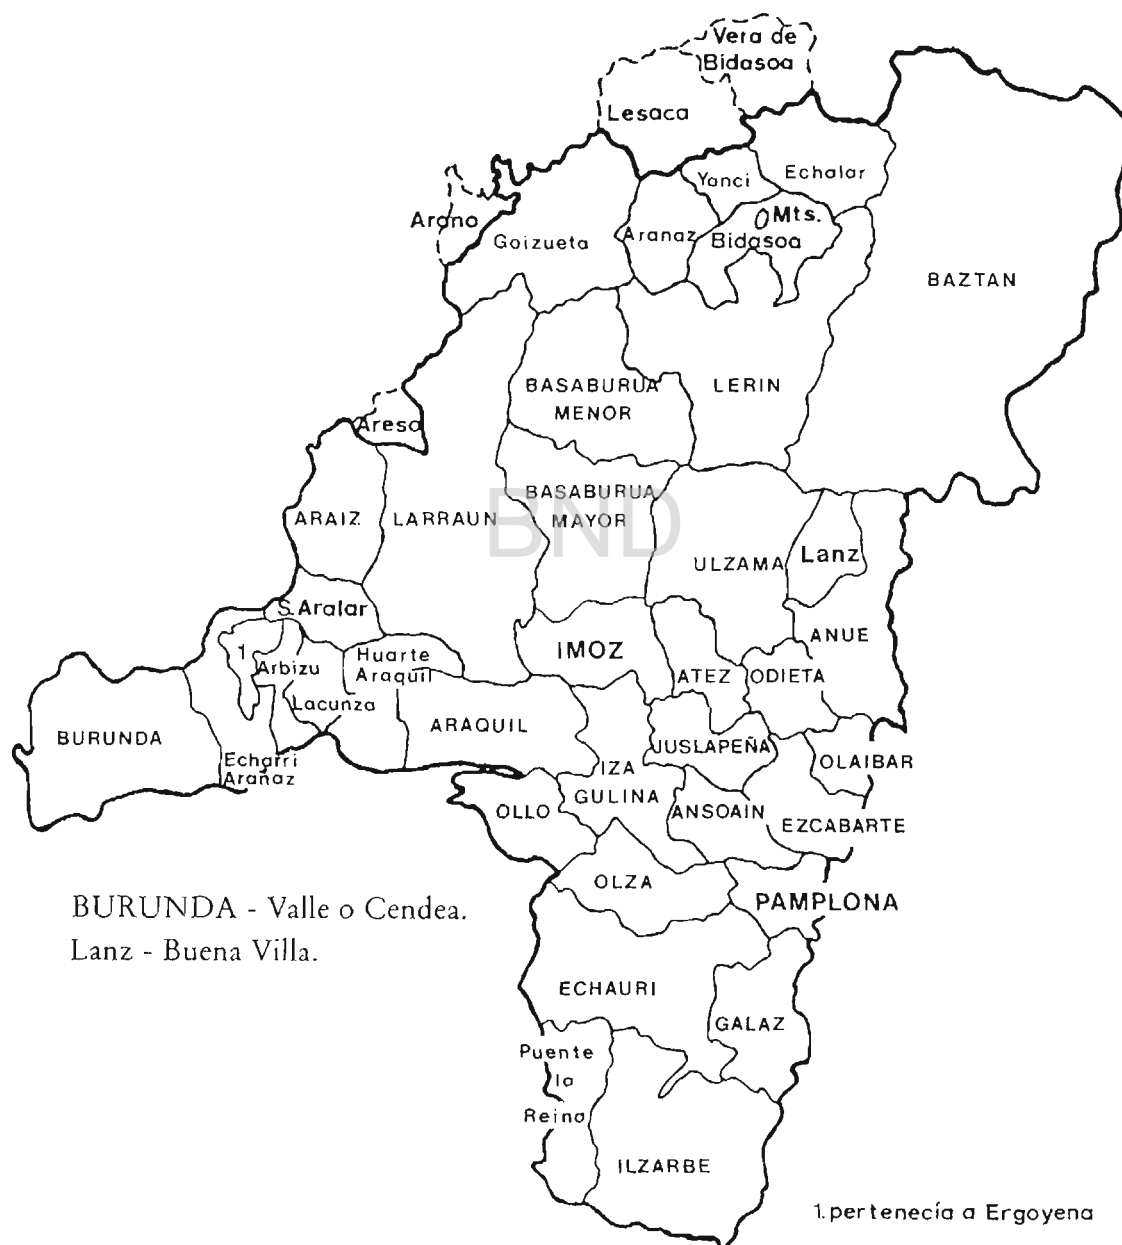 Vera de
Bidasoa
Lesaca
Yanci
Echalar
Arano
Goizueta
Aranaz
Mts.
Bidasoa
BAZTAN
BASABURUA
MENOR
LERIN
Areso
ARAIZ
LARRAUN
BASABURUA
MAYOR
BND
ULZAMA
Lanz
S. Aralar
IMOZ
ANUE
1
Arbizu
Huarte
Araquil
ATEZ
ODIETA
Lacunza
BURUNDA
ARAQUIL
JUSLAPEÑA
OLAIBAR
Echarri
Arañaz
IZA
GULINA
OLLO
ANSOAIN
EZCABARTE
OLZA
PAMPLONA
BURUNDA - Valle o Cendea.
Lanz - Buena Villa.
ECHAURI
GALAZ
Puente
la
Reina
ILZARBE
1. pertenecía a Ergoyena